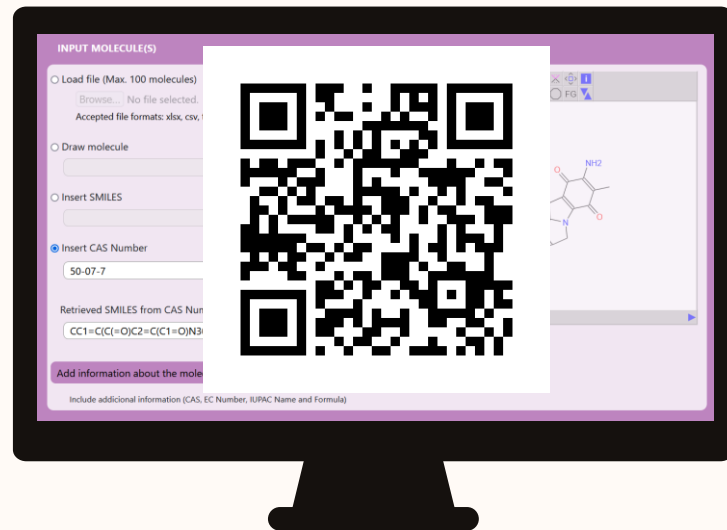 INPUT MOLECULE(S)
Load file (Max. 100 molecules)
Browse... No file selected.
Accepted file formats: xlsx, csv,
FG
Draw molecule
NH2
O
Insert SMILES
O
N
Insert CAS Number
50-07-7
Retrieved SMILES from CAS
CC1=C(C(=O)C2=C(C1=O)N3
Add information about the
Include addicional information (CAS, EC Number, IUPAC Name and Formula)